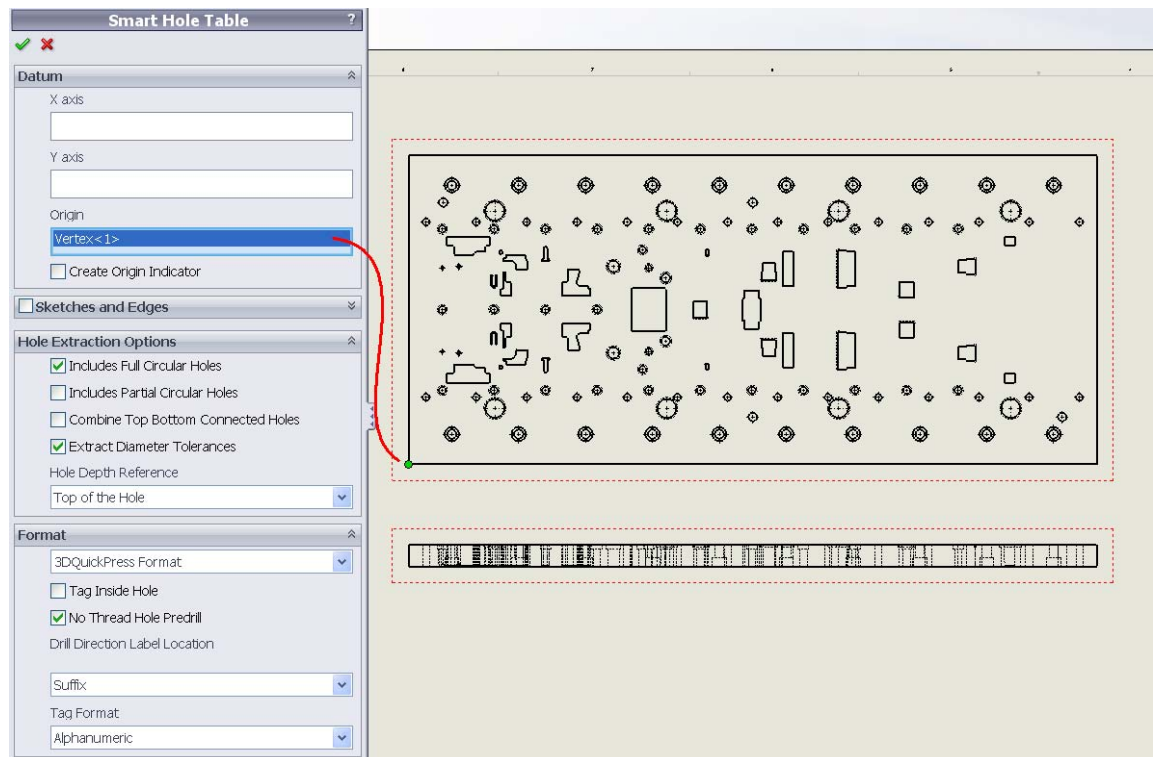 Smart Hole Table ?
Datum
X axis
Y axis
Origin
Vertex<1>
Create Origin Indicator
Sketches and Edges
Hole Extraction Options
Includes Full Circular Holes
Includes Partial Circular Holes
Combine Top Bottom Connected Holes
Extract Diameter Tolerances
Hole Depth Reference
Top of the Hole
Format
3DQuickPress Format
Tag Inside Hole
No Thread Hole Predrill
Drill Direction Label Location
Suffix
Tag Format
Alphanumeric